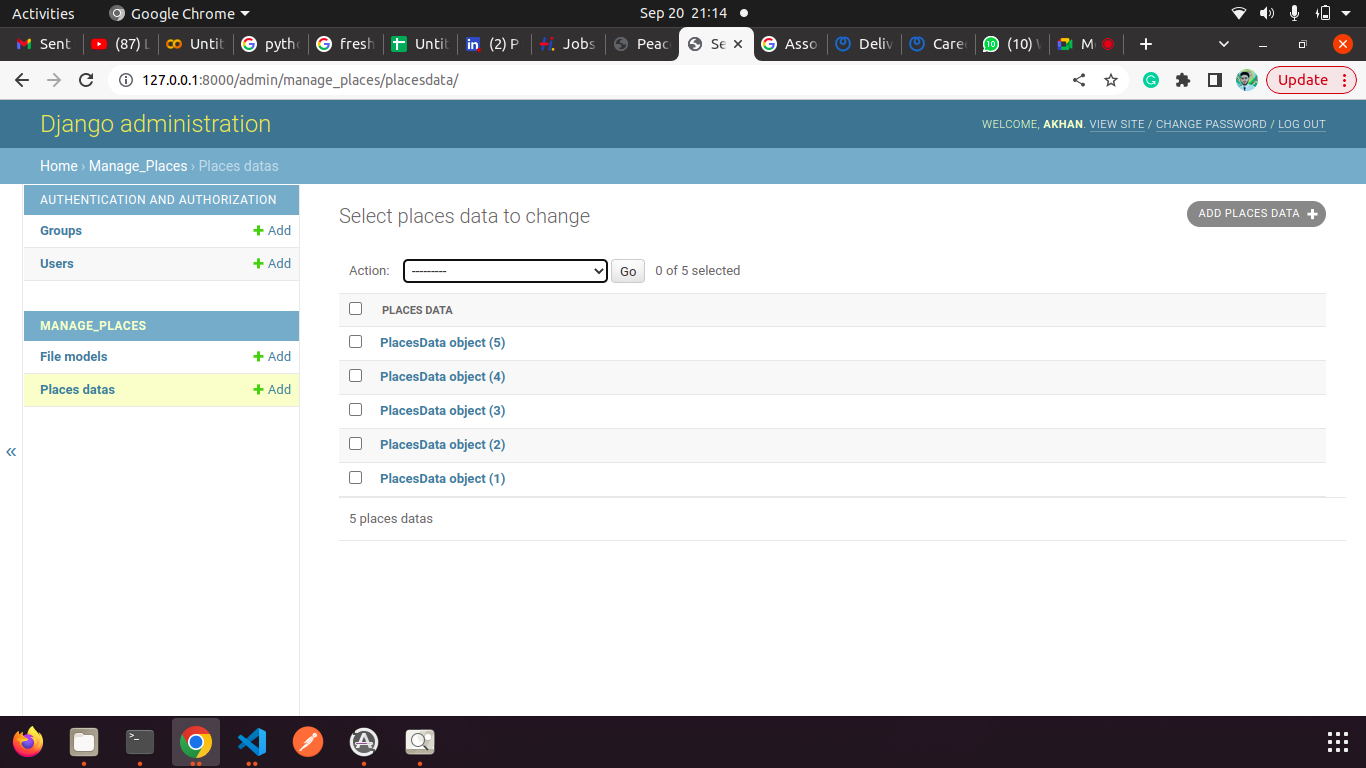 Activities Google Chrome Sep 20 21:14
Sent (87) L Untit pytho fresh Untit (2) P Jobs Peac Se Asso Deliv Caree (10) M
127.0.0.1:8000/admin/manage_places/placesdata/ Update
Django administration WELCOME, AKHAN. VIEW SITE / CHANGE PASSWORD / LOG OUT
Home › Manage_Places › Places datas
AUTHENTICATION AND AUTHORIZATION
Groups Add
Users Add
MANAGE_PLACES
File models Add
Places datas Add
«
Select places data to change
ADD PLACES DATA
Action: --------- Go 0 of 5 selected
PLACES DATA
PlacesData object (5)
PlacesData object (4)
PlacesData object (3)
PlacesData object (2)
PlacesData object (1)
5 places datas